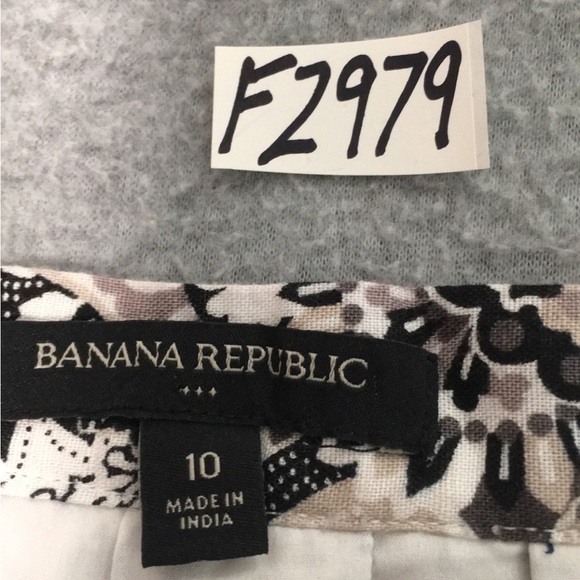 F2979
BANANA REPUBLIC
10
MADE IN
INDIA